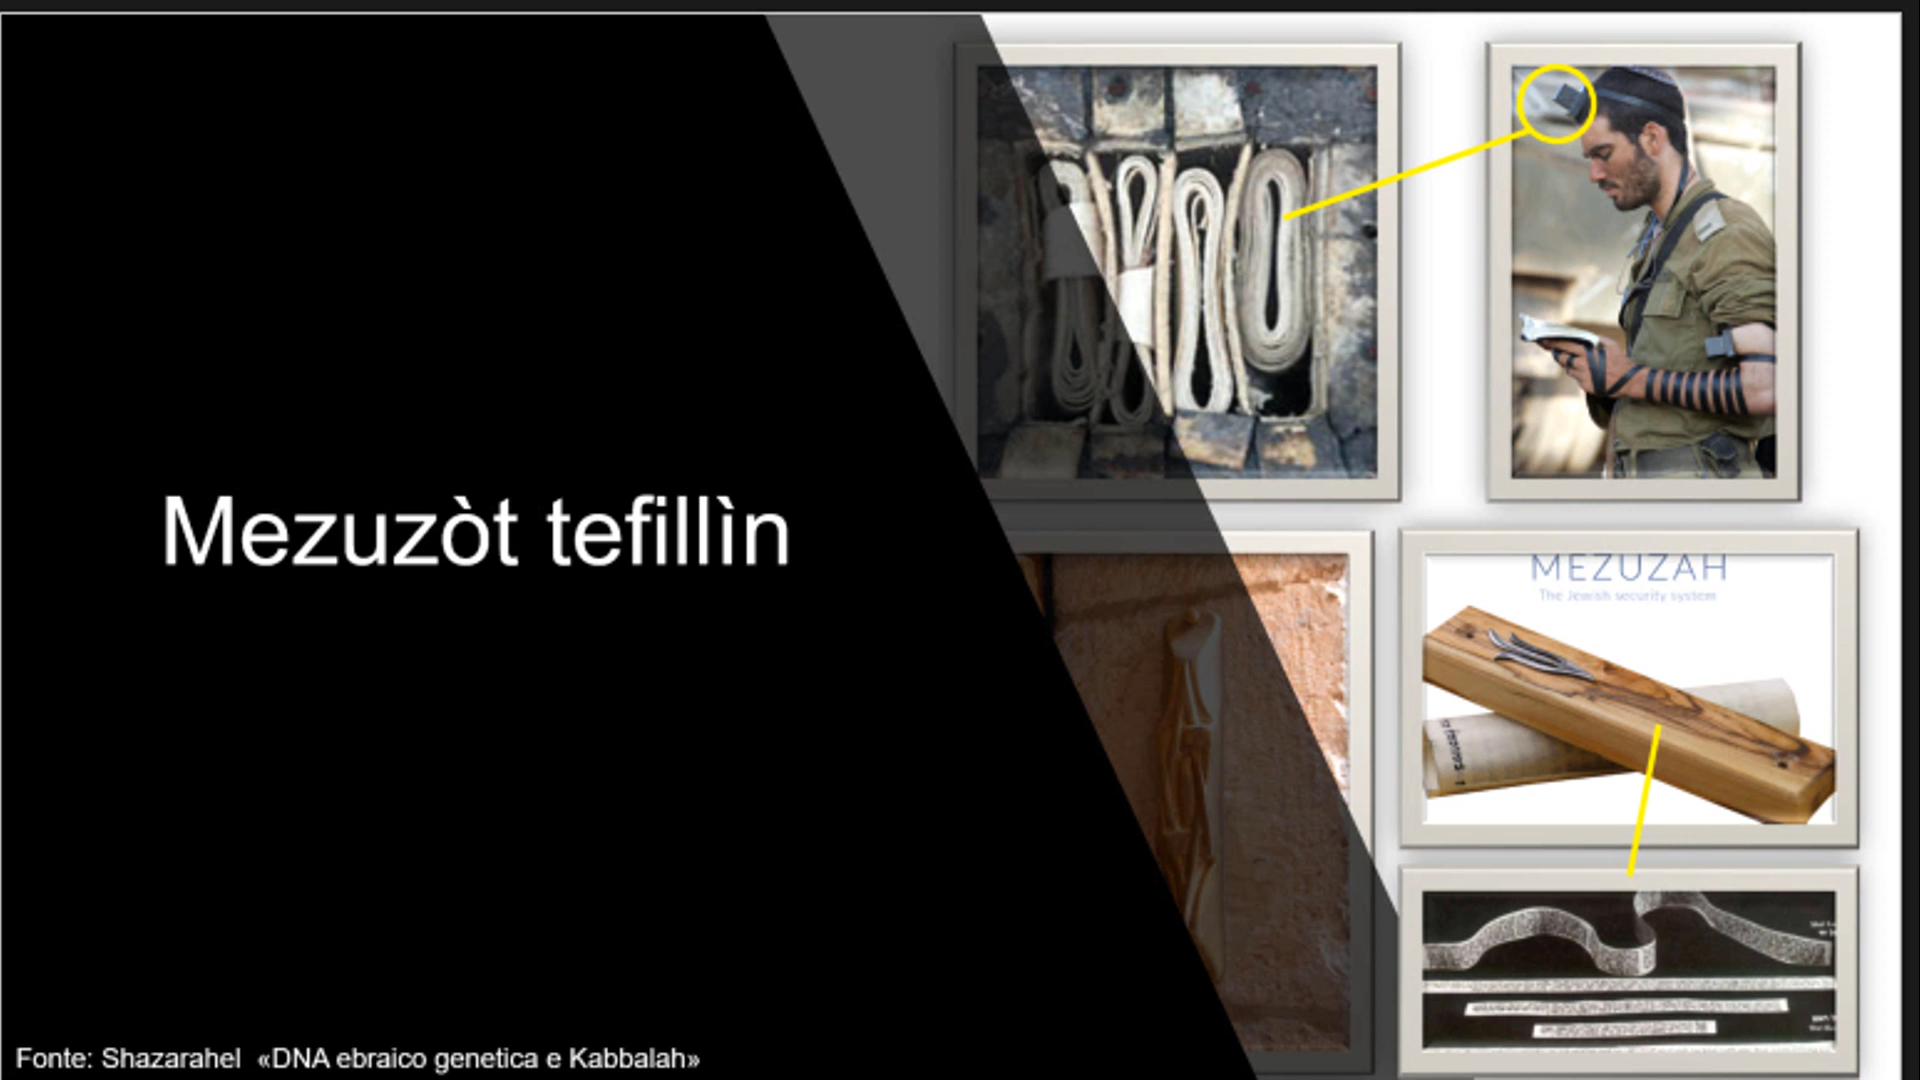 Mezuzòt tefillìn
MEZUZAH
The Jewish security system
Fonte: Shazarahel «DNA ebraico genetica e Kabbalah»